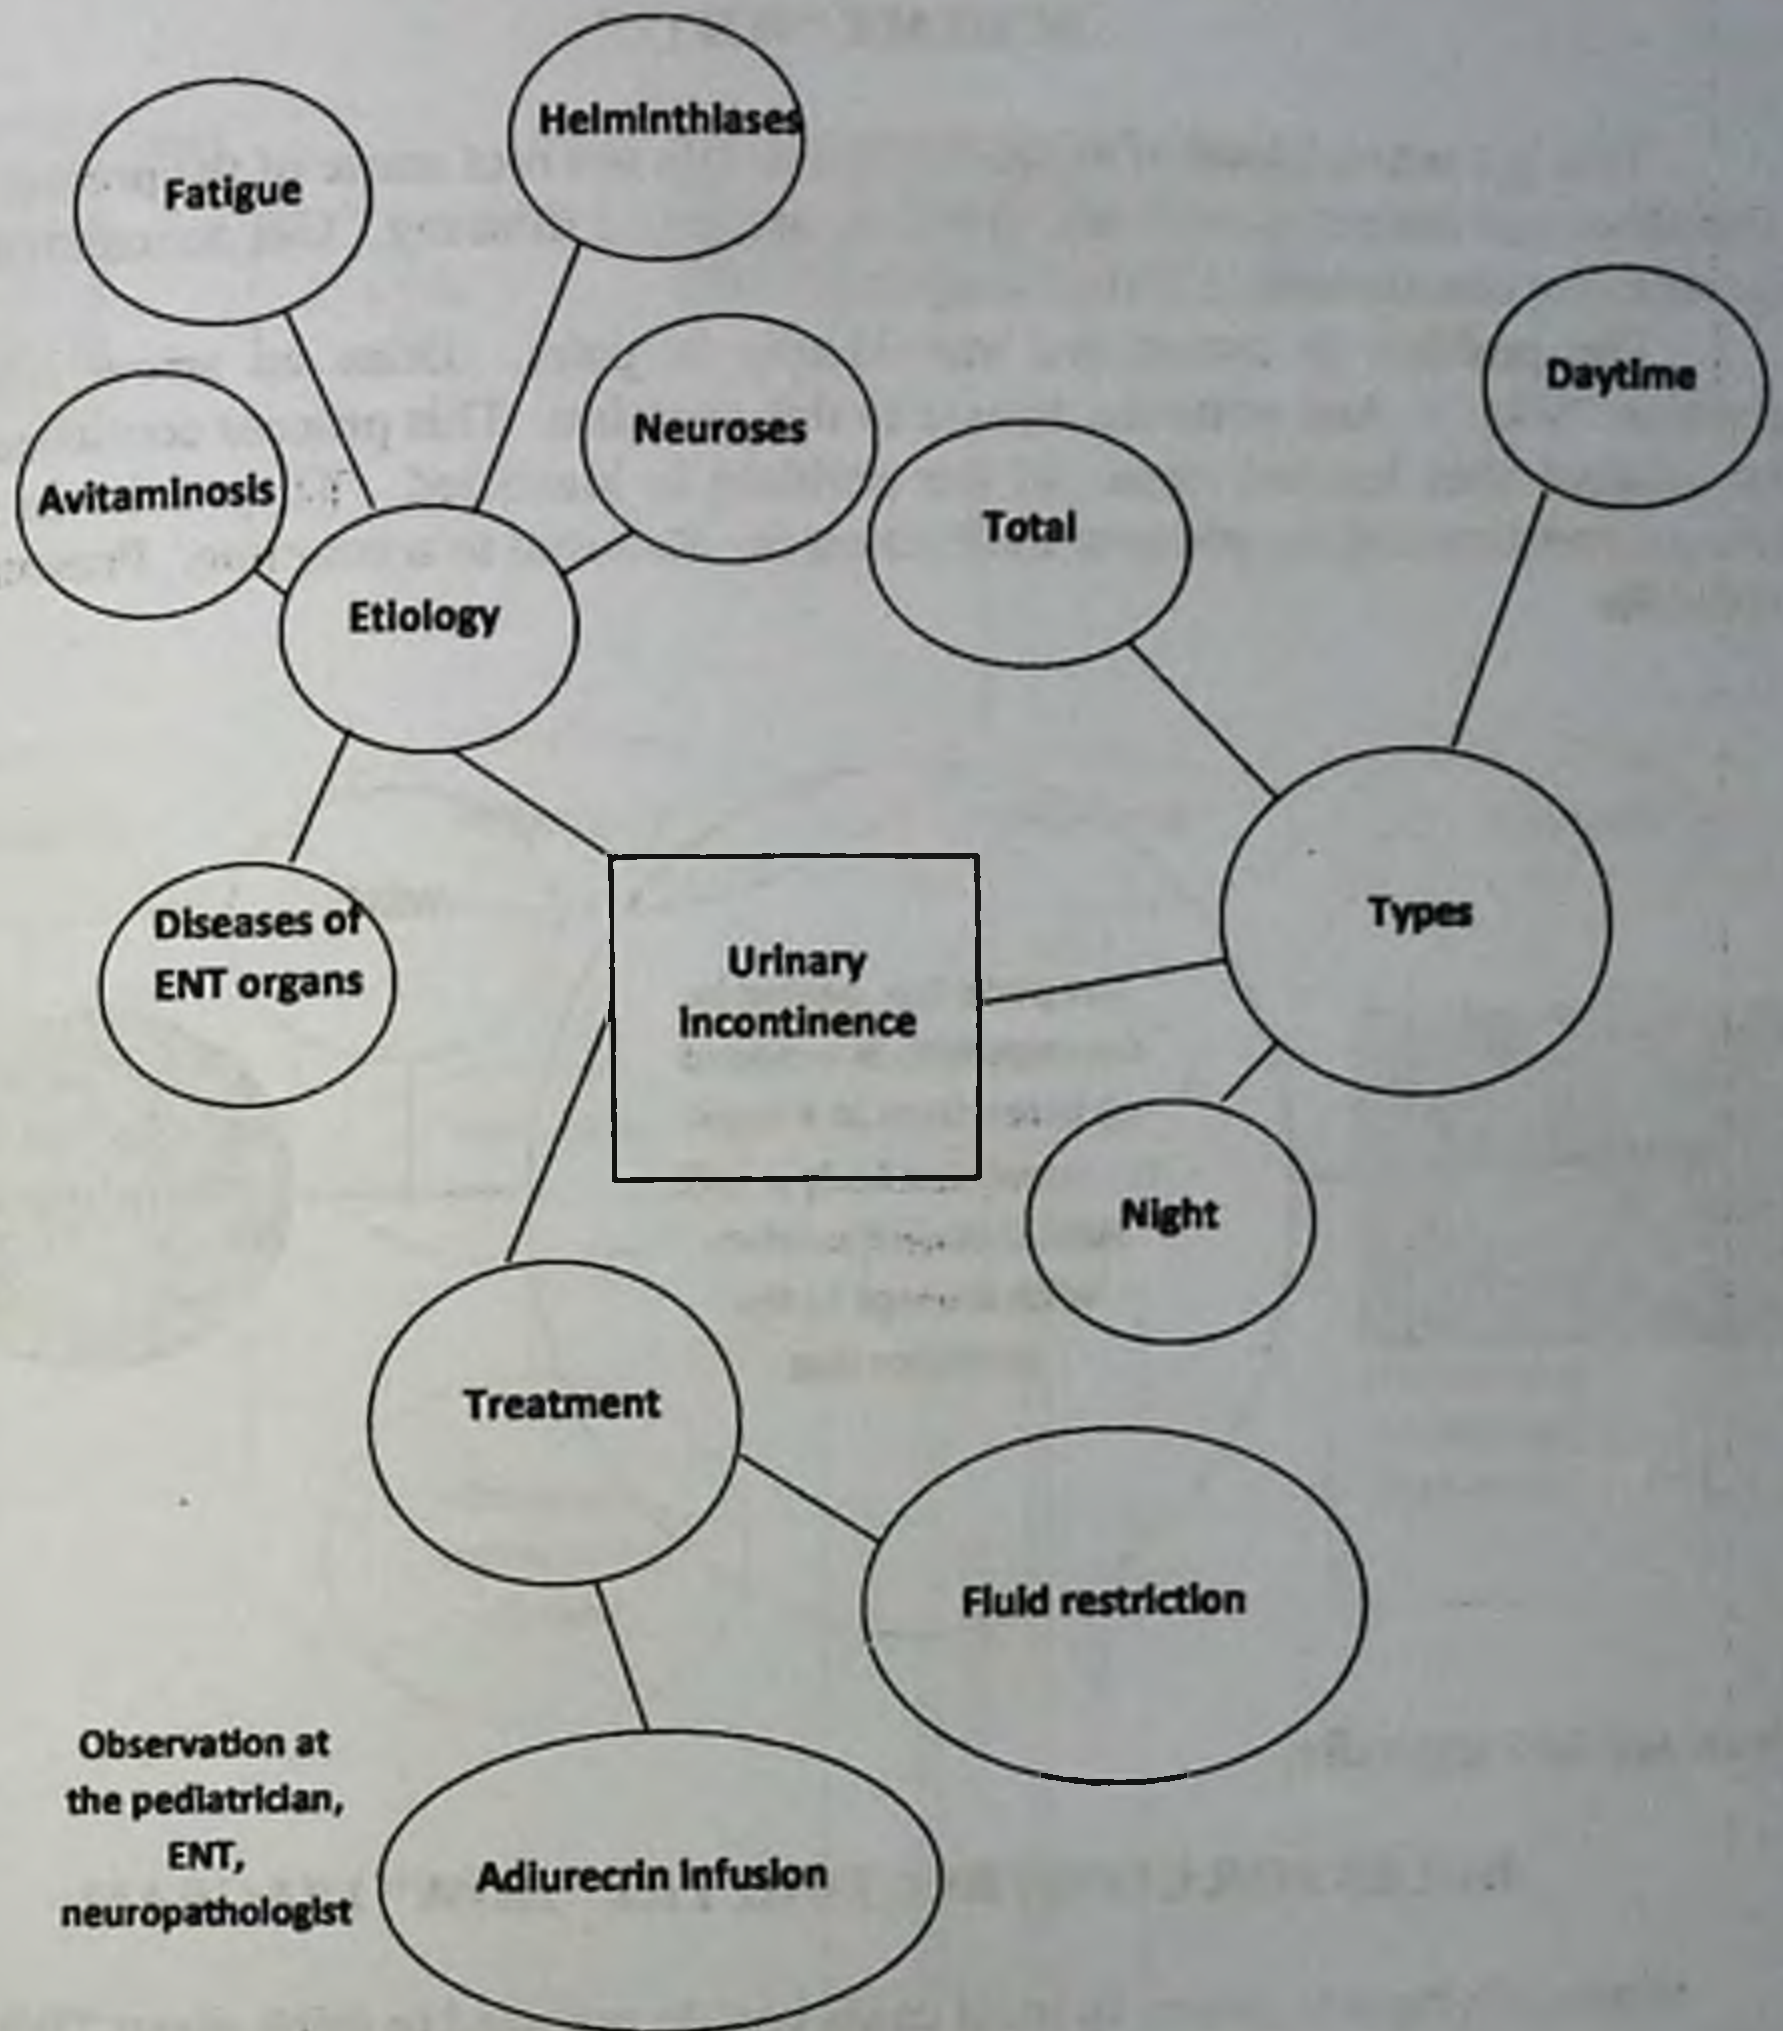 Helminthiases
Fatigue
Daytime
Neuroses
Avitaminosis
Total
Etiology
Types
Diseases of
ENT organs
Urinary
incontinence
Night
Treatment
Fluid restriction
Observation at
the pediatrician,
ENT,
neuropathologist
Adiurecrin infusion